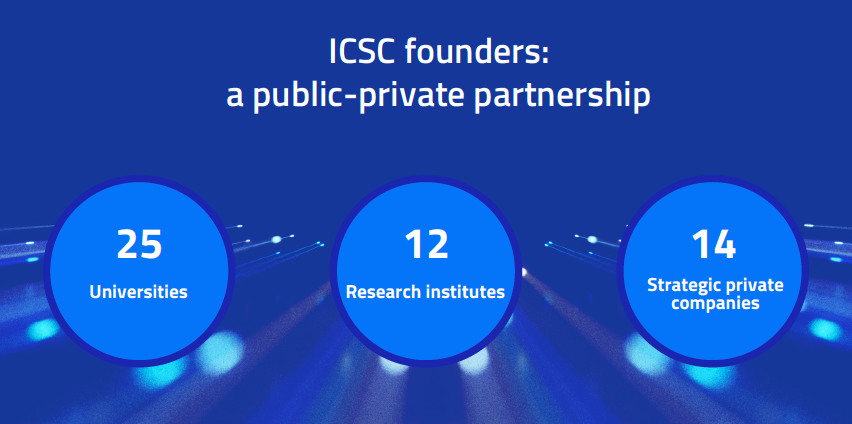 ICSC founders:
a public-private partnership
25
Universities
12
Research institutes
14
Strategic private
companies